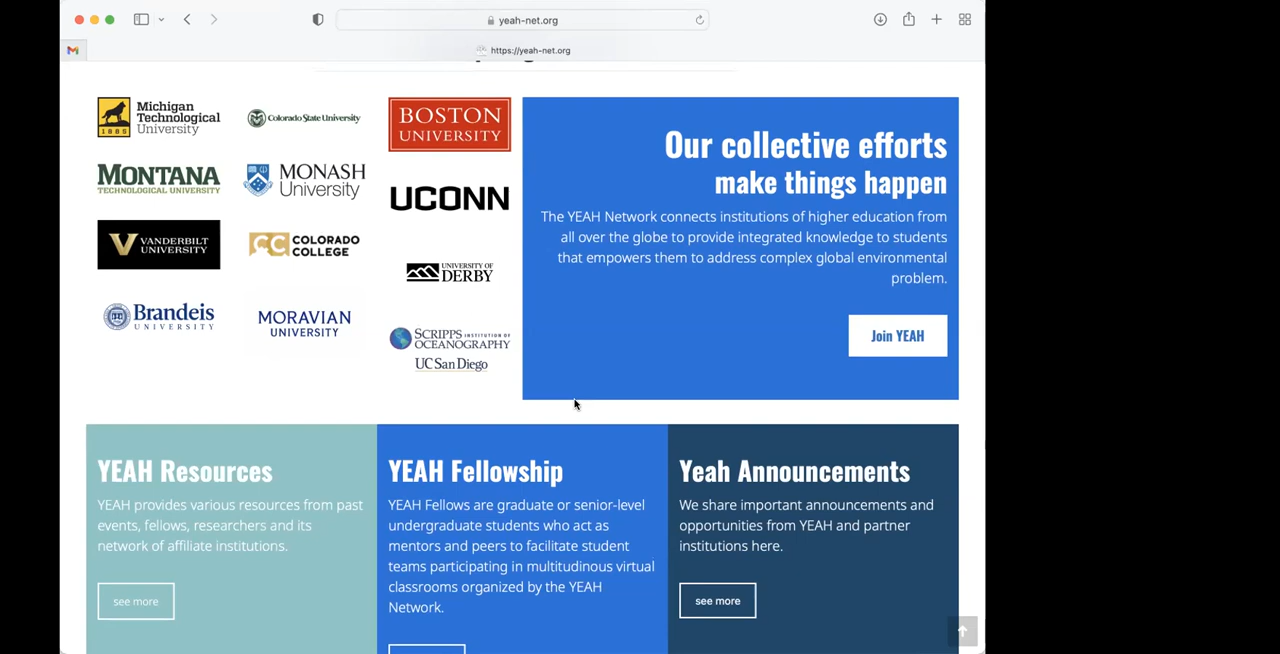 yeah-net.org
https://yeah-net.org
Michigan
Technological
University
1885
Colorado State University
BOSTON
UNIVERSITY
MONTANA
TECHNOLOGICAL UNIVERSITY
MONASH
University
UCONN
V VANDERBILT
UNIVERSITY
CC COLORADO
COLLEGE
UNIVERSITY OF
DERBY
Brandeis
UNIVERSITY
MORAVIAN
UNIVERSITY
SCRIPPS INSTITUTION OF
OCEANOGRAPHY
UC San Diego
Our collective efforts
make things happen
The YEAH Network connects institutions of higher education from
all over the globe to provide integrated knowledge to students
that empowers them to address complex global environmental
problem.
Join YEAH
YEAH Resources
YEAH provides various resources from past
events, fellows, researchers and its
network of affiliate institutions.
see more
YEAH Fellowship
YEAH Fellows are graduate or senior-level
undergraduate students who act as
mentors and peers to facilitate student
teams participating in multitudinous virtual
classrooms organized by the YEAH
Network.
Yeah Announcements
We share important announcements and
opportunities from YEAH and partner
institutions here.
see more